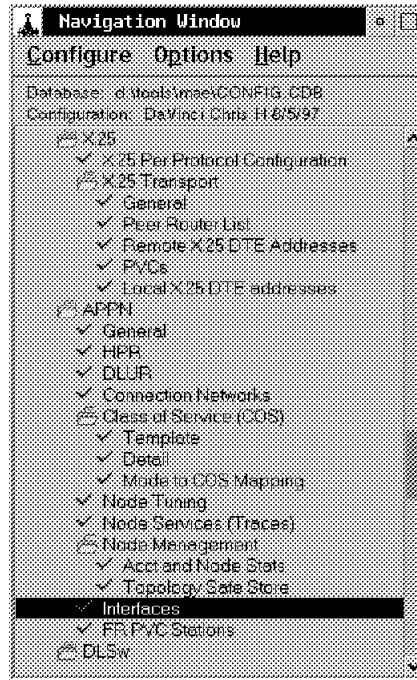 Navigation Window
Configure Options Help
Database: d:\tools\mae\CONFIG.CDB
Configuration: DaVinci Chris H 8/5/97
X.25
X.25 Per Protocol Configuration
X.25 Transport
General
Peer Router List
Remote X.25 DTE Addresses
PVCs
Local X.25 DTE addresses
APPN
General
HPR
DLUR
Connection Networks
Class of Service (COS)
Template
Detail
Mode to COS Mapping
Node Tuning
Node Services (Traces)
Node Management
Acct and Node Stats
Topology Safe Store
Interfaces
FR PVC Stations
DLSw